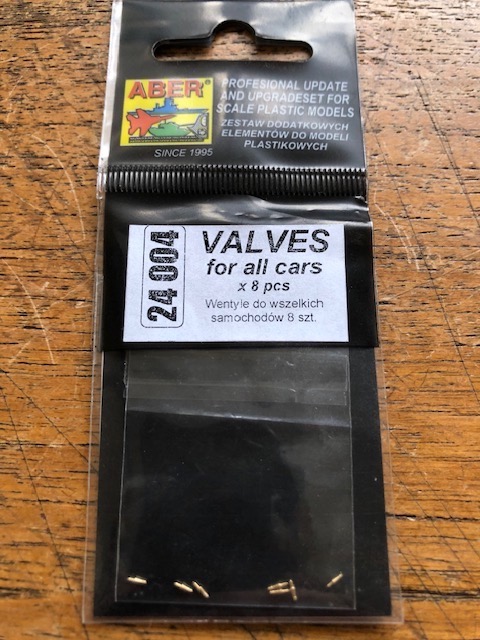 ABER®
SINCE 1995
PROFESIONAL UPDATE
AND UPGRADESET FOR
SCALE PLASTIC MODELS
ZESTAW DODATKOWYCH
ELEMENTÓW DO MODELI
PLASTIKOWYCH
24 004
VALVES
for all cars
x 8 pcs
Wentyle do wszelkich
samochodów 8 szt.